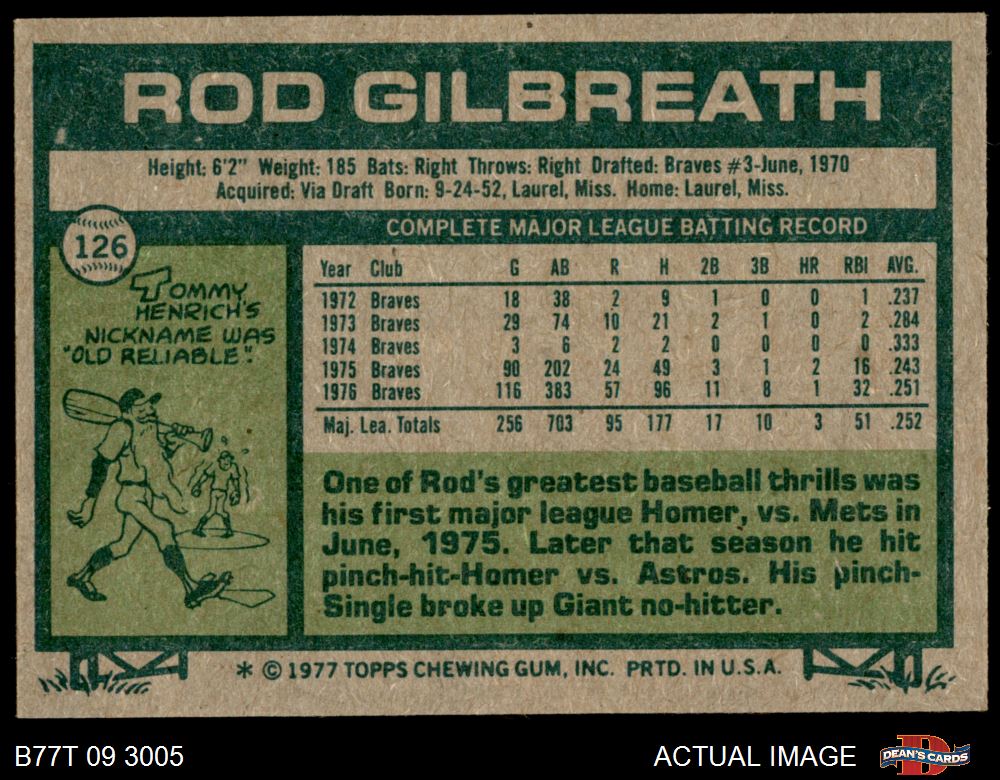 ROD GILBREATH
Height: 6'2" Weight: 185 Bats: Right Throws: Right Drafted: Braves #3-June, 1970
Acquired: Via Draft Born: 9-24-52, Laurel, Miss. Home: Laurel, Miss.
126
TOMMY
HENRICH'S
NICKNAME WAS
"OLD RELIABLE".
COMPLETE MAJOR LEAGUE BATTING RECORD
Year Club G AB R H 2B 3B HR RBI AVG.
1972 Braves 18 38 2 9 1 0 0 1 .237
1973 Braves 29 74 10 21 2 1 0 2 .284
1974 Braves 3 6 2 2 0 0 0 0 .333
1975 Braves 90 202 24 49 3 1 2 16 .243
1976 Braves 116 383 57 96 11 8 1 32 .251
Maj. Lea. Totals 256 703 95 177 17 10 3 51 .252
One of Rod's greatest baseball thrills was
his first major league Homer, vs. Mets in
June, 1975. Later that season he hit
pinch-hit-Homer vs. Astros. His pinch-
Single broke up Giant no-hitter.
* © 1977 TOPPS CHEWING GUM, INC. PRTD. IN U.S.A.
B77T 09 3005
ACTUAL IMAGE
D
DEAN'S CARDS